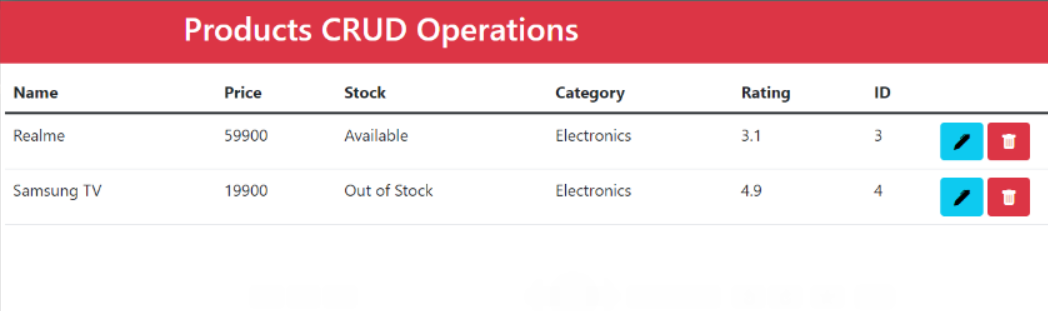 Products CRUD Operations
Name Price Stock Category Rating ID
Realme 59900 Available Electronics 3.1 3
Samsung TV 19900 Out of Stock Electronics 4.9 4